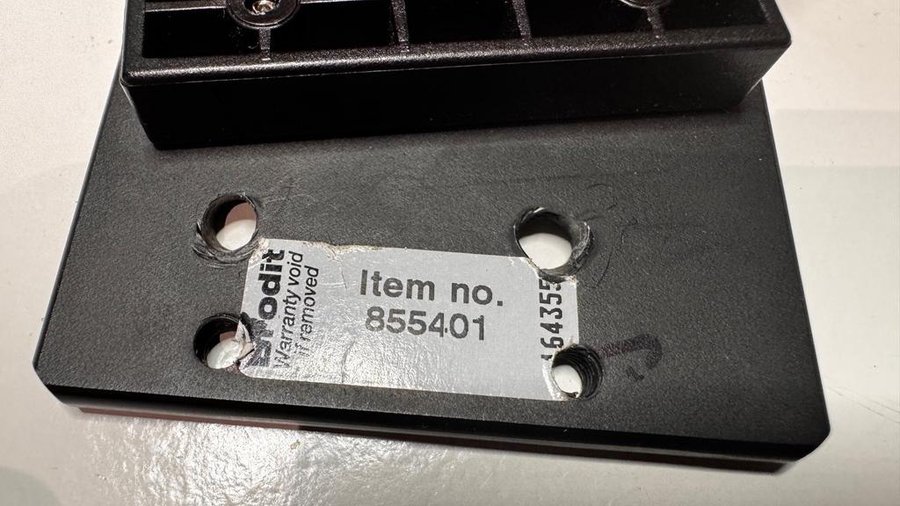 Brodit
Warranty void
if removed
Item no.
855401
164355